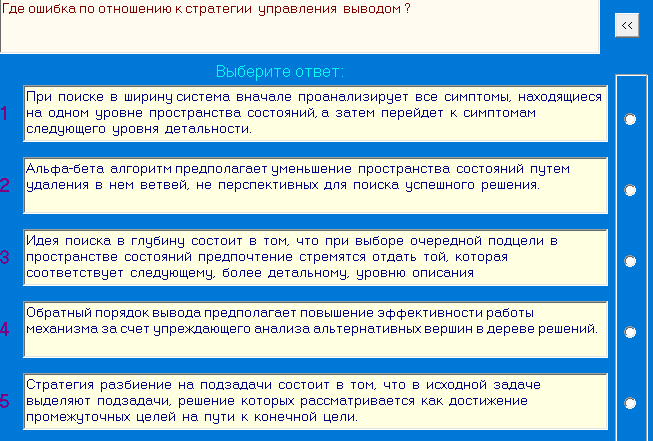 Где ошибка по отношению к стратегии управления выводом ?
<<
Выберите ответ:
1
При поиске в ширину система вначале проанализирует все симптомы, находящиеся
на одном уровне пространства состояний, а затем перейдет к симптомам
следующего уровня детальности.
2
Альфа-бета алгоритм предполагает уменьшение пространства состояний путем
удаления в нем ветвей, не перспективных для поиска успешного решения.
3
Идея поиска в глубину состоит в том, что при выборе очередной подцели в
пространстве состояний предпочтение стремятся отдать той, которая
соответствует следующему, более детальному, уровню описания
4
Обратный порядок вывода предполагает повышение эффективности работы
механизма за счет упреждающего анализа альтернативных вершин в дереве решений.
5
Стратегия разбиение на подзадачи состоит в том, что в исходной задаче
выделяют подзадачи, решение которых рассматривается как достижение
промежуточных целей на пути к конечной цели.